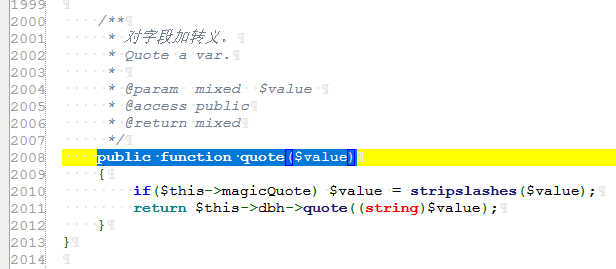 1999
2000 /**
2001  * 对字段加转义。
2002  * Quote a var.
2003  *
2004  * @param  mixed  $value
2005  * @access public
2006  * @return mixed
2007  */
2008 public function quote($value)
2009 {
2010     if($this->magicQuote) $value = stripslashes($value);
2011     return $this->dbh->quote((string)$value);
2012 }
2013 }
2014